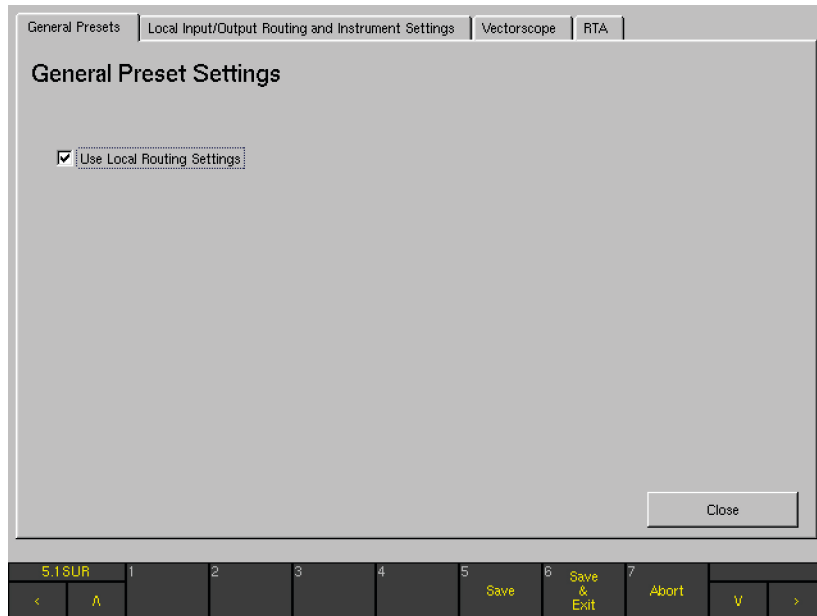 General Presets Local Input/Output Routing and Instrument Settings Vectorscope RTA
General Preset Settings
Use Local Routing Settings
Close
5.1SUR 1 2 3 4 5 6 7
Save
Save
&
Exit
Abort
< Λ V >